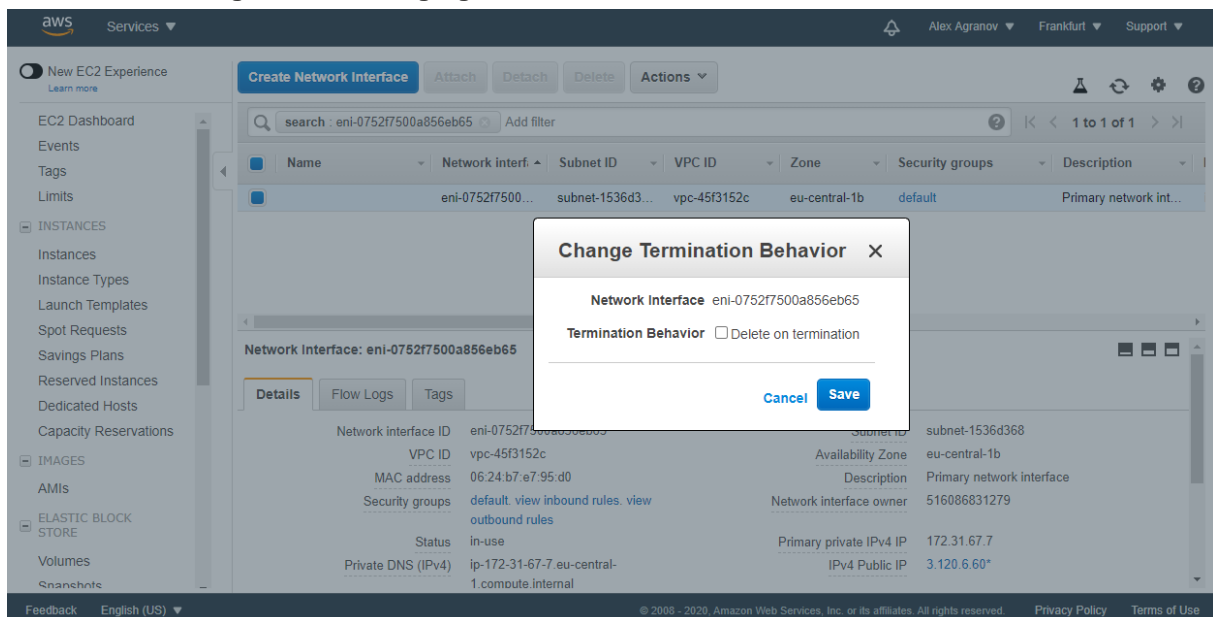 aws Services Alex Agranov Frankfurt Support
New EC2 Experience
Learn more
EC2 Dashboard
Events
Tags
Limits
INSTANCES
Instances
Instance Types
Launch Templates
Spot Requests
Savings Plans
Reserved Instances
Dedicated Hosts
Capacity Reservations
IMAGES
AMIs
ELASTIC BLOCK
STORE
Volumes
Snapshots
Create Network Interface Attach Detach Delete Actions
search : eni-0752f7500a856eb65 Add filter 1 to 1 of 1
Name Network interf Subnet ID VPC ID Zone Security groups Description
eni-0752f7500... subnet-1536d3... vpc-45f3152c eu-central-1b default Primary network int...
Change Termination Behavior
Network Interface eni-0752f7500a856eb65
Termination Behavior Delete on termination
Cancel Save
Network Interface: eni-0752f7500a856eb65
Details Flow Logs Tags
Network interface ID eni-0752f7500a856eb65 Subnet ID subnet-1536d368
VPC ID vpc-45f3152c Availability Zone eu-central-1b
MAC address 06:24:b7:e7:95:d0 Description Primary network interface
Security groups default. view inbound rules. view Network interface owner 516086831279
outbound rules
Status in-use Primary private IPv4 IP 172.31.67.7
Private DNS (IPv4) ip-172-31-67-7.eu-central- IPv4 Public IP 3.120.6.60*
1.compute.internal
Feedback English (US) © 2008 - 2020, Amazon Web Services, Inc. or its affiliates. All rights reserved. Privacy Policy Terms of Use